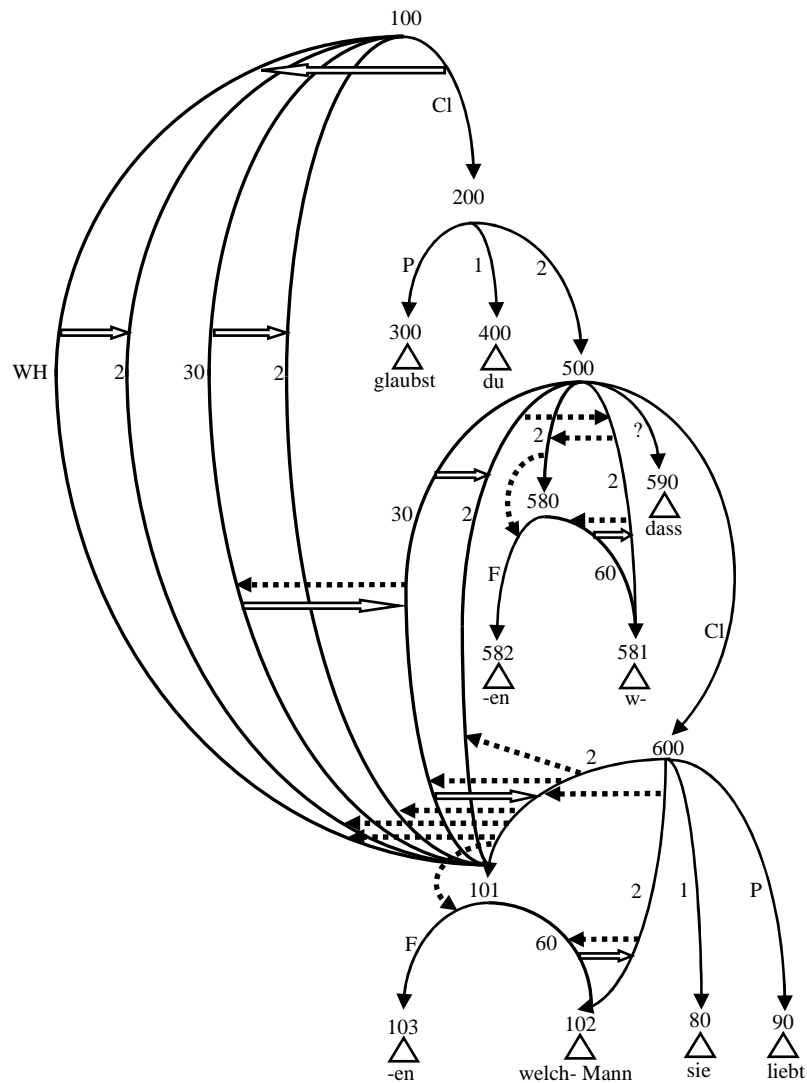 100
Cl
200
P 1 2
300 400
glaubst du
500
WH 2 30 2
2 ?
590
dass
2
580
30 2
F 60
Cl
582 581
-en w-
600
2
101
2 1 P
F 60
103 102 80 90
-en welch- Mann sie liebt